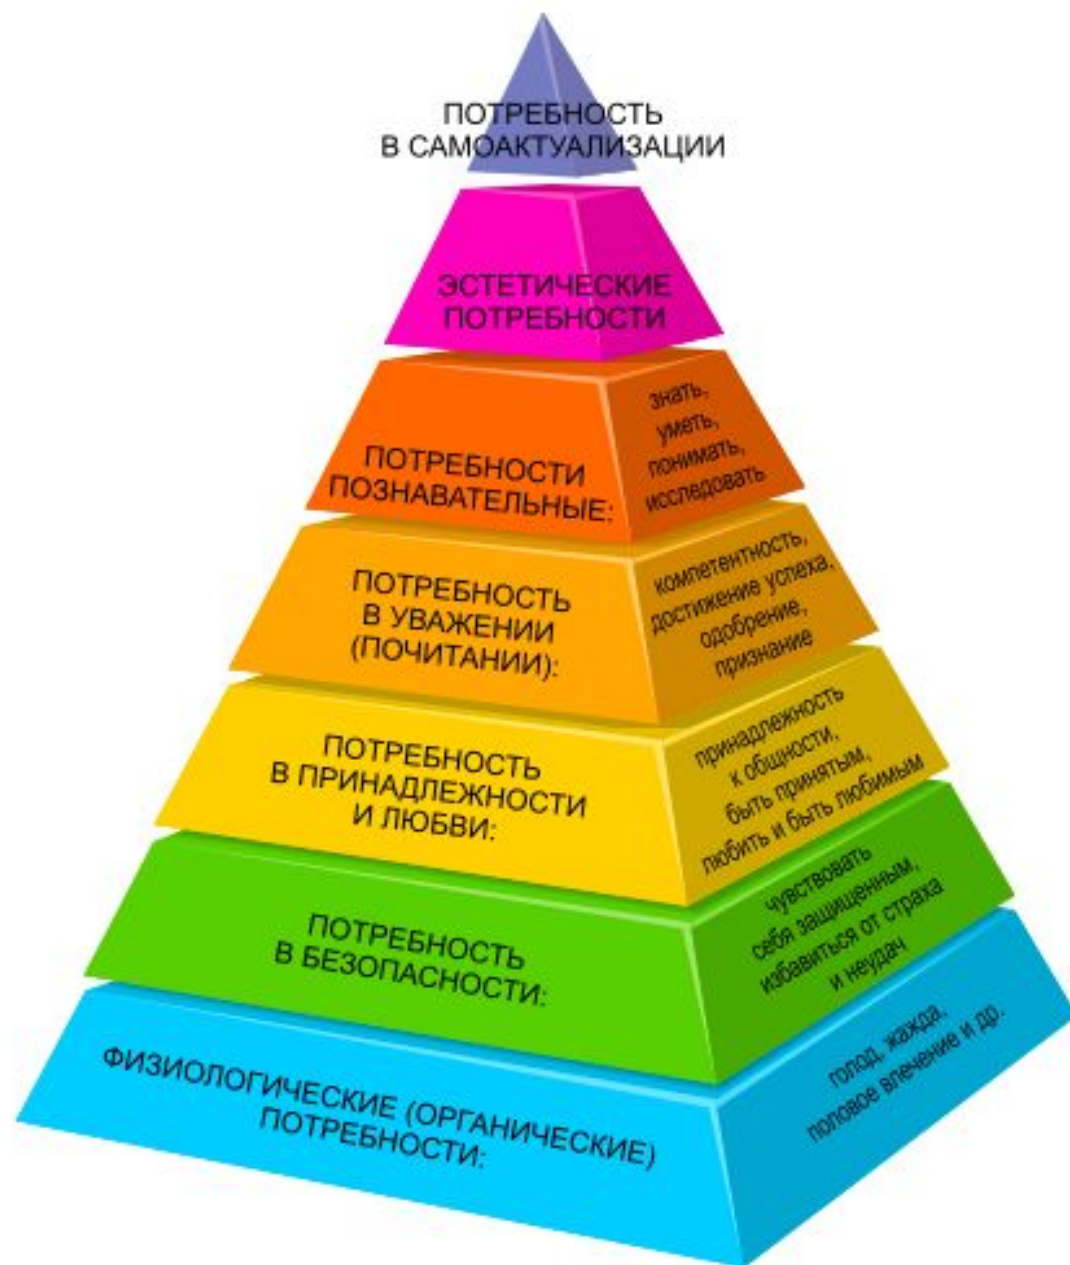 ПОТРЕБНОСТЬ
В САМОАКТУАЛИЗАЦИИ
ЭСТЕТИЧЕСКИЕ
ПОТРЕБНОСТИ
ПОТРЕБНОСТИ
ПОЗНАВАТЕЛЬНЫЕ:
знать,
уметь,
понимать,
исследовать
ПОТРЕБНОСТЬ
В УВАЖЕНИИ
(ПОЧИТАНИИ):
компетентность,
достижение успеха,
одобрение,
признание
ПОТРЕБНОСТЬ
В ПРИНАДЛЕЖНОСТИ
И ЛЮБВИ:
принадлежность
к общности,
быть принятым,
любить и быть любимым
ПОТРЕБНОСТЬ
В БЕЗОПАСНОСТИ:
чувствовать
себя защищенным,
избавиться от страха
и неудач
ФИЗИОЛОГИЧЕСКИЕ (ОРГАНИЧЕСКИЕ)
ПОТРЕБНОСТИ:
голод, жажда,
половое влечение и др.